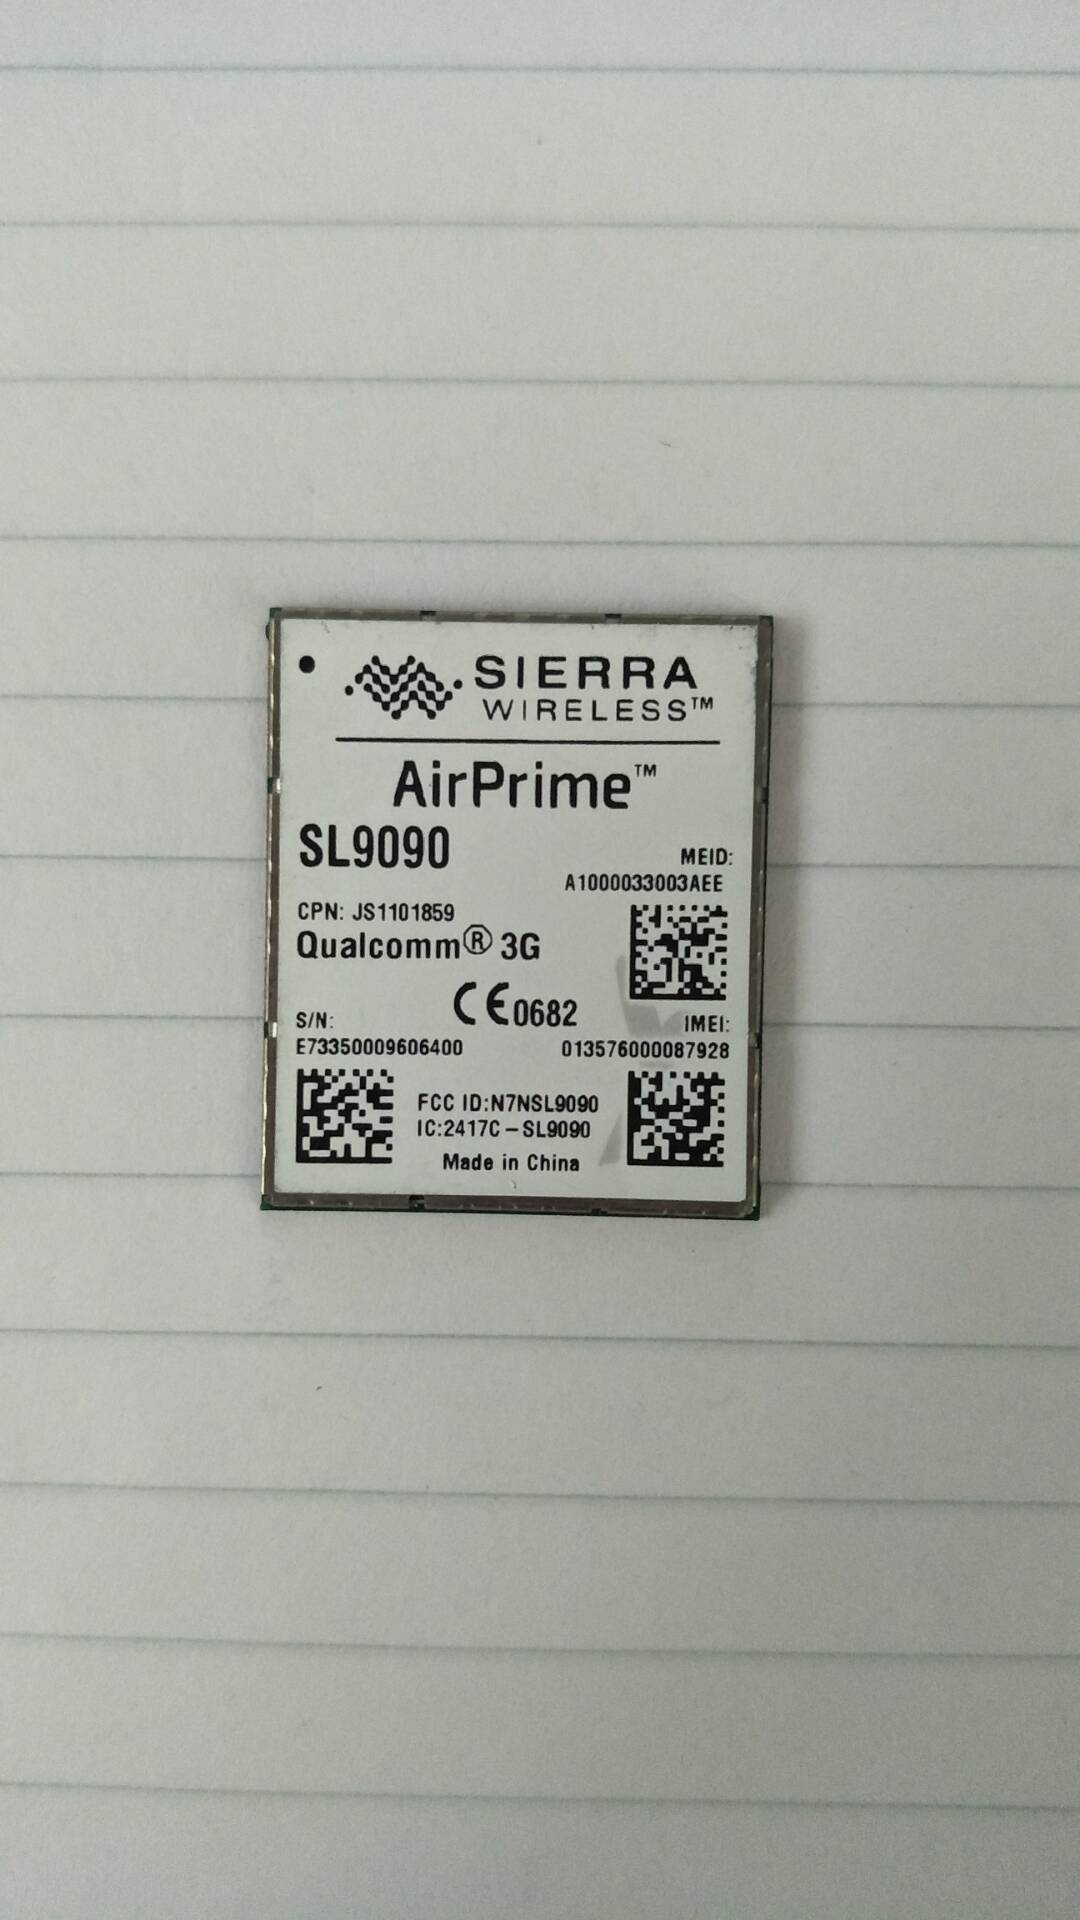 SIERRA
WIRELESS™
AirPrime™
SL9090
MEID:
A1000033003AEE
CPN: JS1101859
Qualcomm® 3G
CE0682
S/N:
E73350009606400
IMEI:
013576000087928
FCC ID:N7NSL9090
IC:2417C-SL9090
Made in China